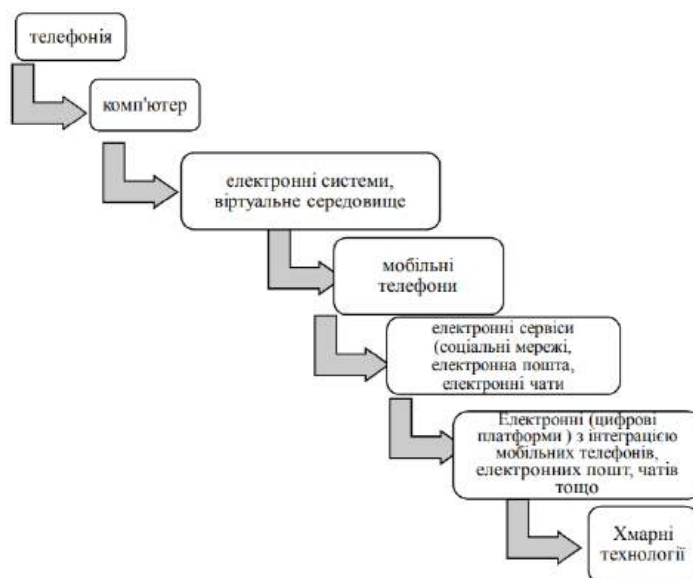 телефонія
комп'ютер
електронні системи,
віртуальне середовище
мобільні
телефони
електронні сервіси
(соціальні мережі,
електронна пошта,
електронні чати
Електронні (цифрові
платформи ) з інтеграцією
мобільних телефонів,
електронних пошт, чатів
тощо
Хмарні
технології